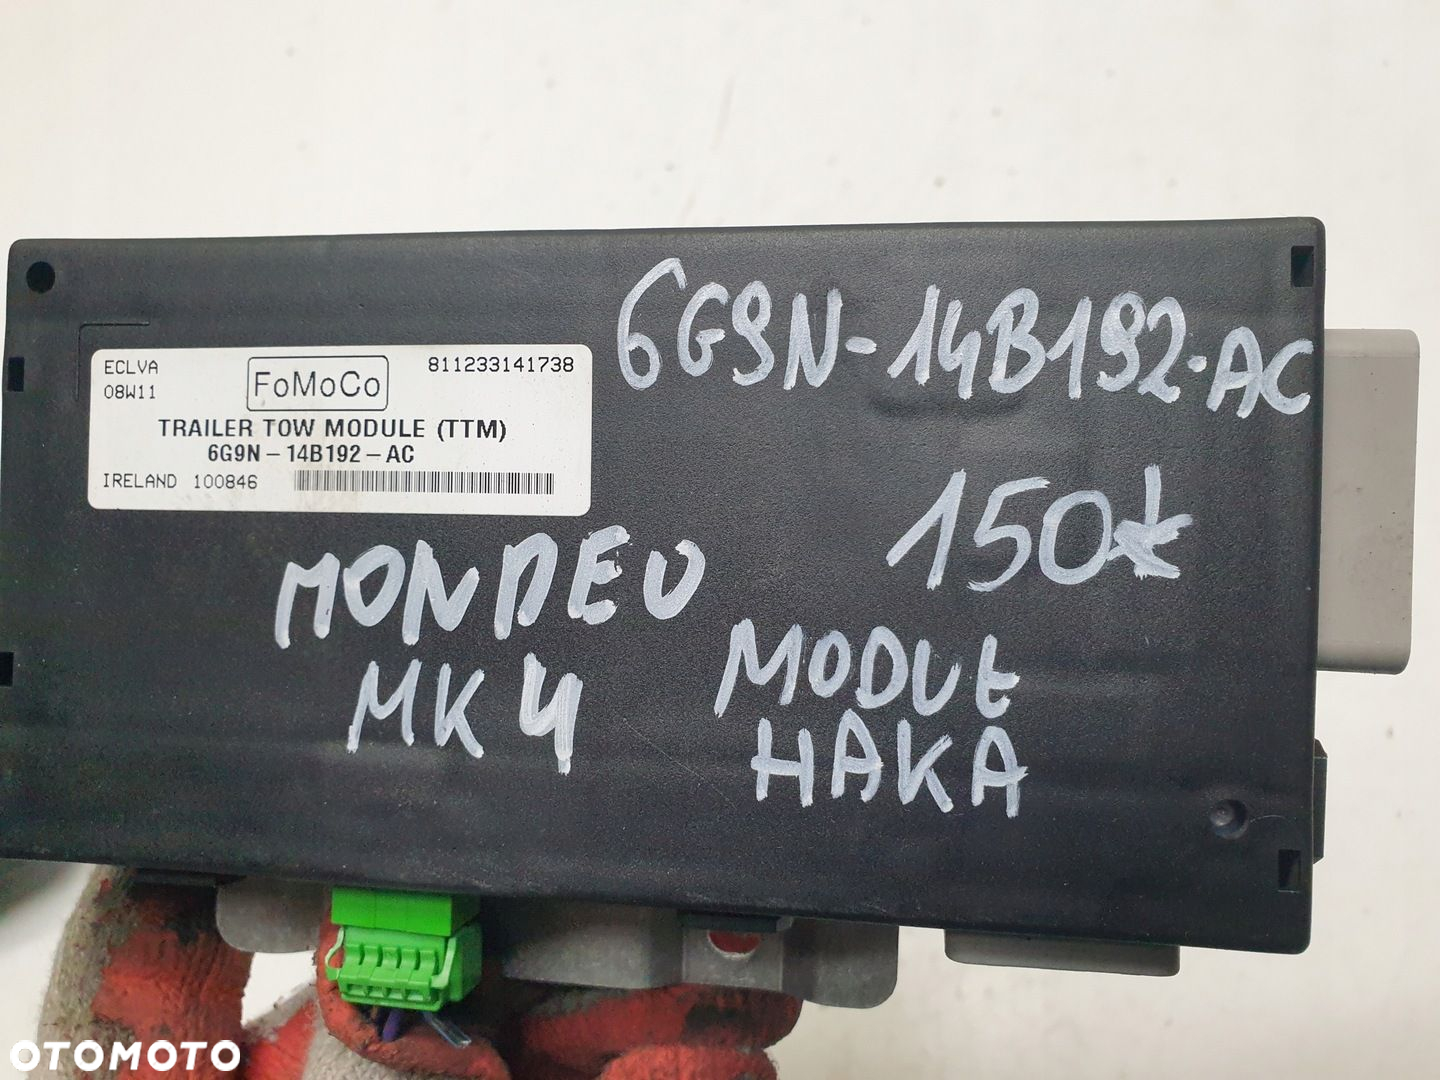 ECLVA
08W11
FoMoCo
811233141738
TRAILER TOW MODULE (TTM)
6G9N-14B192-AC
IRELAND 100846
6G9N-14B192-AC
150zł
MONDEO
MK4
MODUŁ
HAKA
OTOMOTO